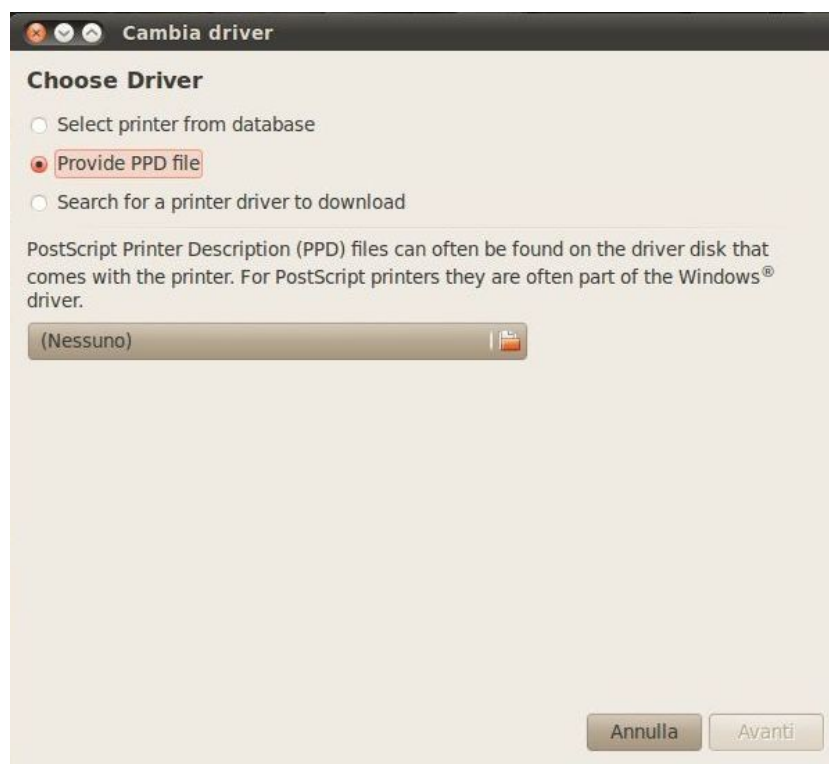 Cambia driver
Choose Driver
Select printer from database
Provide PPD file
Search for a printer driver to download
PostScript Printer Description (PPD) files can often be found on the driver disk that
comes with the printer. For PostScript printers they are often part of the Windows®
driver.
(Nessuno)
Annulla Avanti